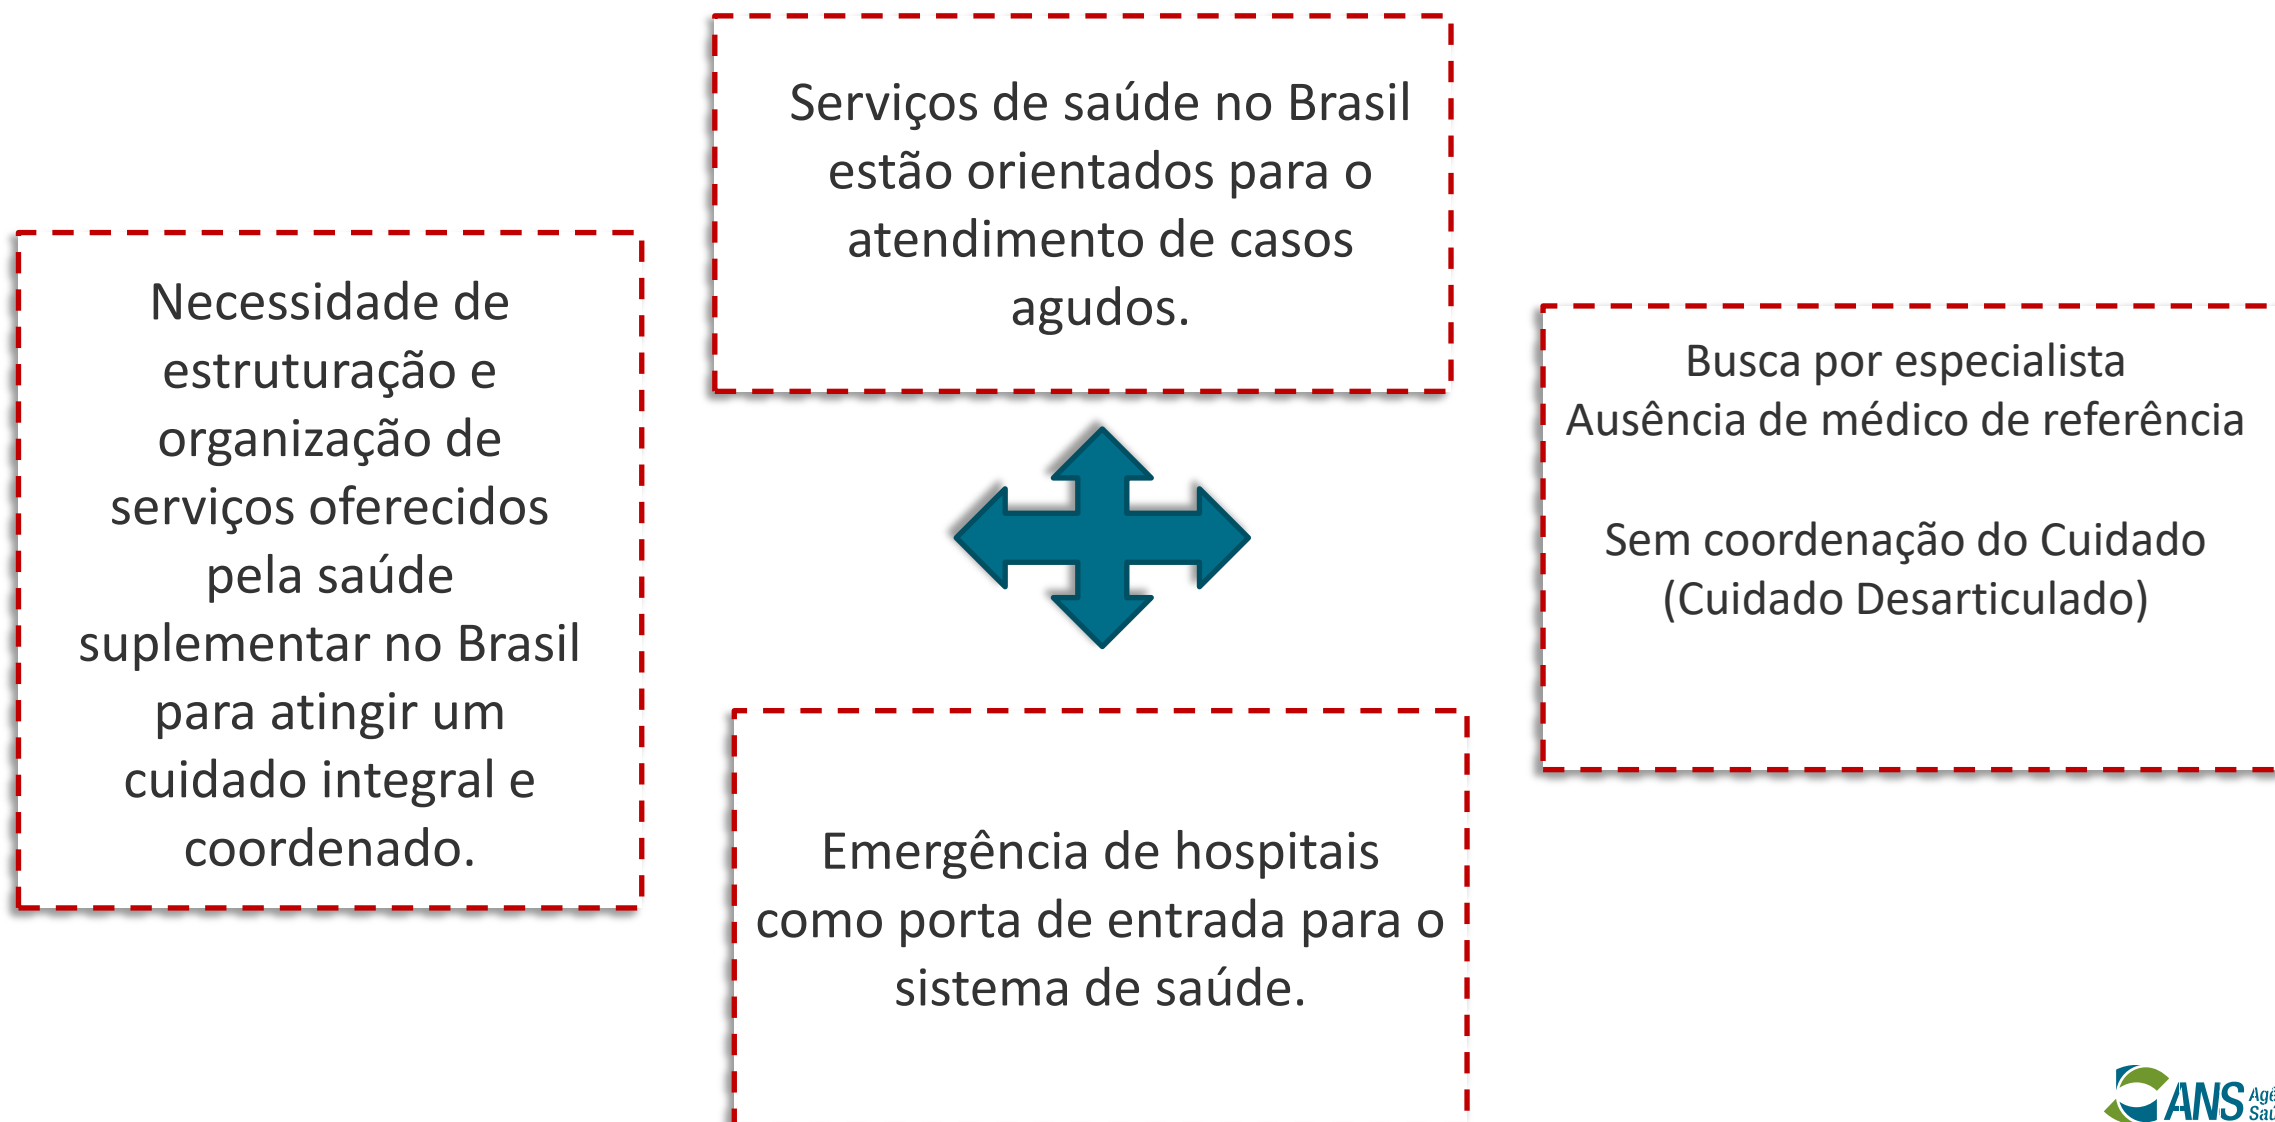 Serviços de saúde no Brasil
estão orientados para o
atendimento de casos
agudos.
Necessidade de
estruturação e
organização de
serviços oferecidos
pela saúde
suplementar no Brasil
para atingir um
cuidado integral e
coordenado.
Busca por especialista
Ausência de médico de referência
Sem coordenação do Cuidado
(Cuidado Desarticulado)
Emergência de hospitais
como porta de entrada para o
sistema de saúde.
ANS